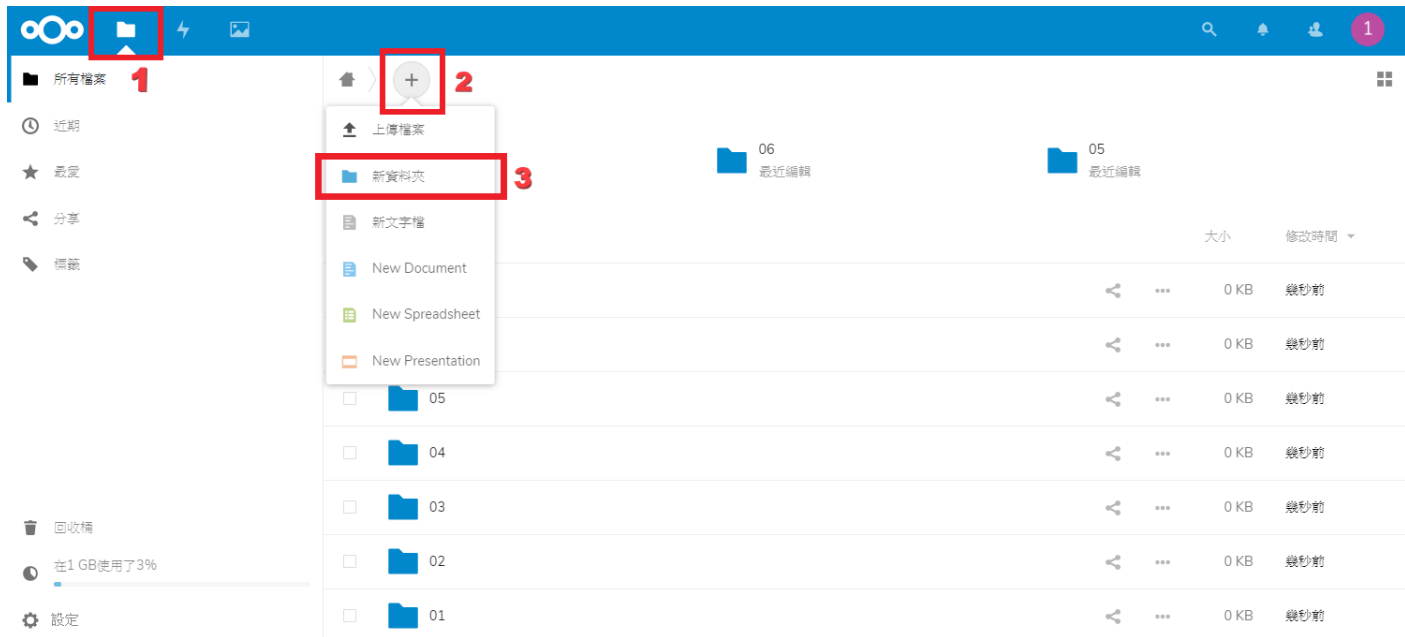 1
所有檔案
1
近期
最愛
分享
標籤
回收桶
在1 GB使用了3%
設定
2
上傳檔案
新資料夾
3
新文字檔
New Document
New Spreadsheet
New Presentation
06
最近編輯
05
最近編輯
大小 修改時間
0 KB 幾秒前
0 KB 幾秒前
05 0 KB 幾秒前
04 0 KB 幾秒前
03 0 KB 幾秒前
02 0 KB 幾秒前
01 0 KB 幾秒前